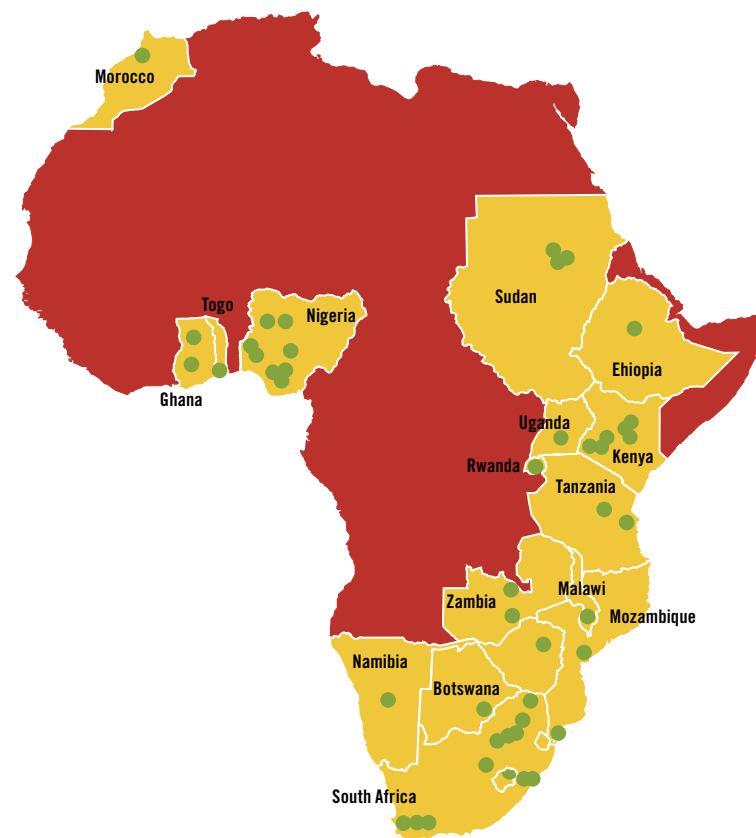 Morocco
Togo
Nigeria
Sudan
Ghana
Ehiopia
Uganda
Kenya
Rwanda
Tanzania
Malawi
Zambia
Mozambique
Namibia
Botswana
South Africa